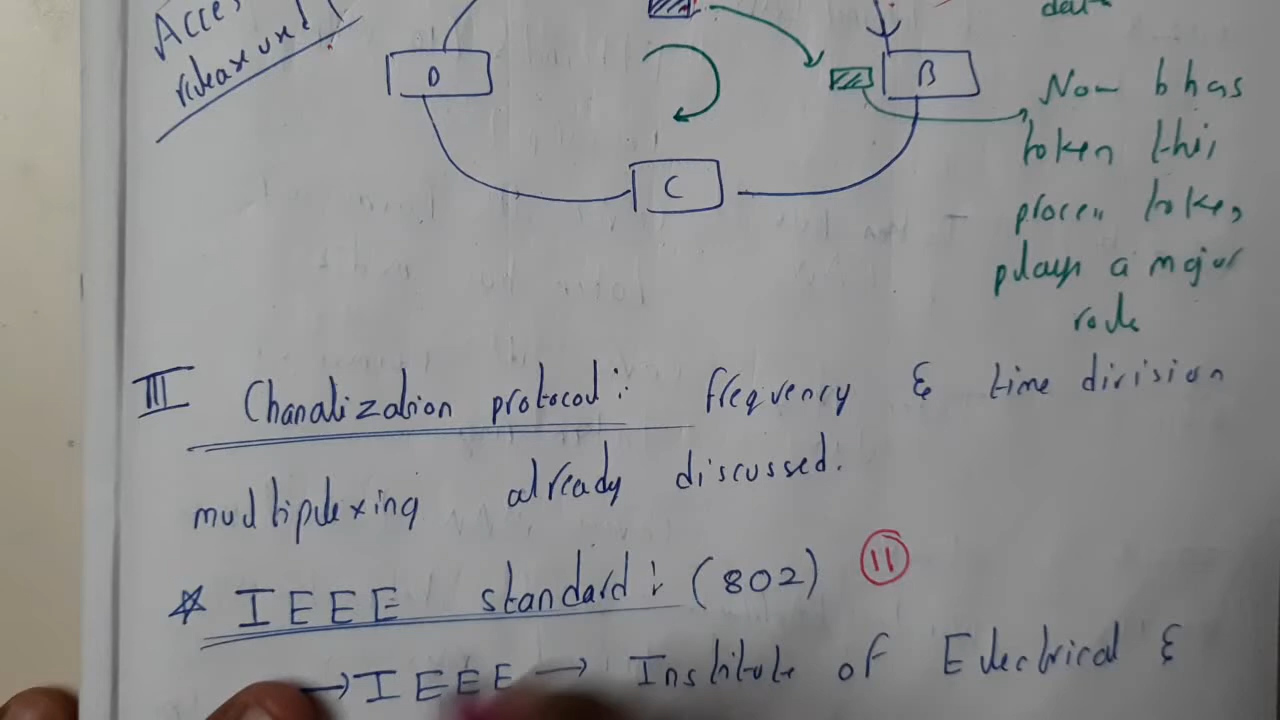 release
D
B
C
Now b has
token this
process token
plays a major
role
III Chanalization protocol: frequency & time division
multiplexing already discussed.
* IEEE standard: (802) 11
→ IEEE → Institute of Electrical &